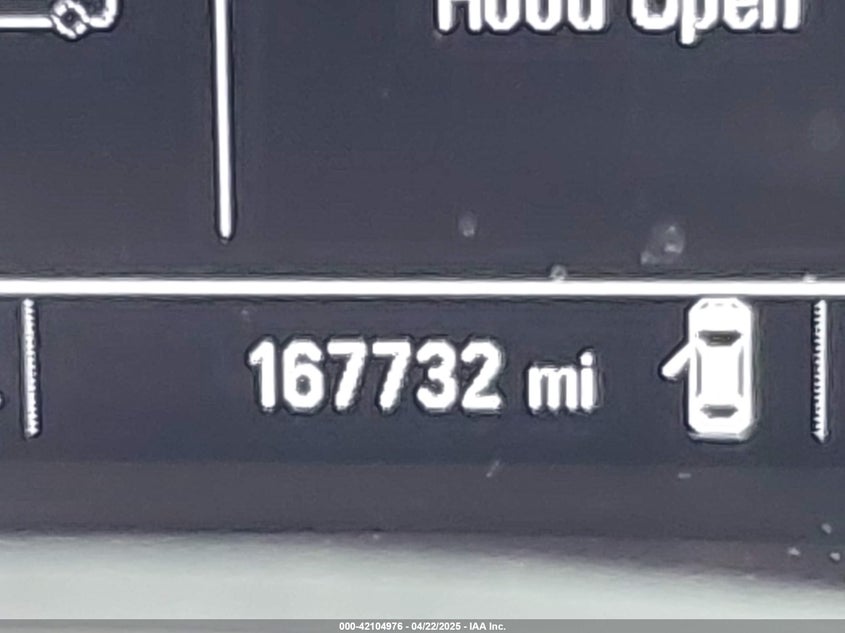 Hood Open
167732 mi
000-42104976 - 04/22/2025 - IAA Inc.